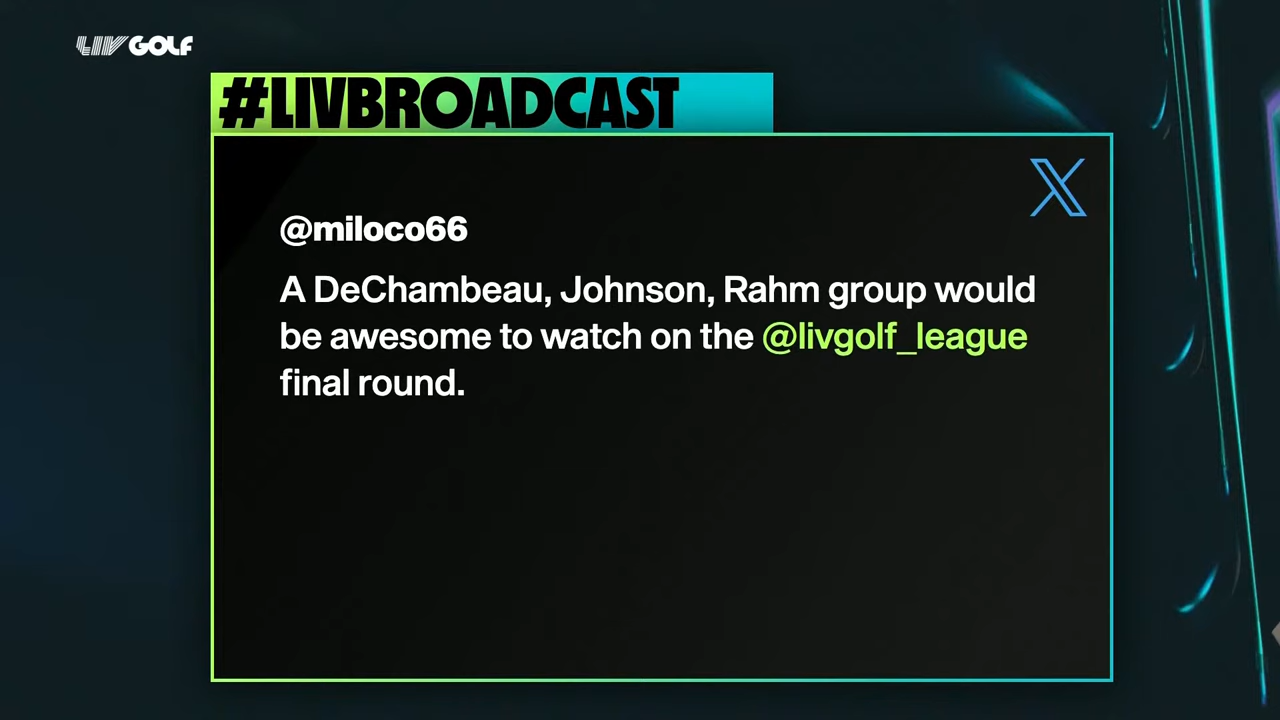 LIV GOLF
#LIVBROADCAST
@miloco66
A DeChambeau, Johnson, Rahm group would
be awesome to watch on the @livgolf_league
final round.